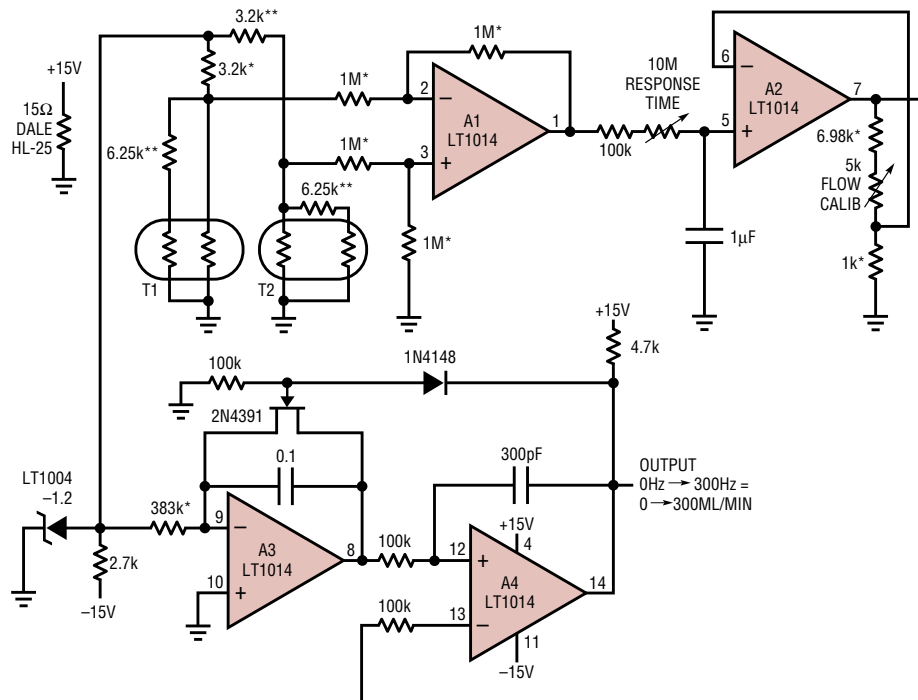 3.2k**
3.2k*
+15V
15Ω
DALE
HL-25
6.25k**
T1
1M*
1M*
6.25k**
T2
1M*
1M*
2
3
A1
LT1014
1
10M
RESPONSE
TIME
100k
1µF
6
5
A2
LT1014
7
6.98k*
5k
FLOW
CALIB
1k*
+15V
4.7k
100k
1N4148
2N4391
0.1
300pF
OUTPUT
0Hz → 300Hz =
0 → 300ML/MIN
LT1004
–1.2
383k*
2.7k
–15V
9
10
A3
LT1014
8
100k
100k
12
13
+15V
4
A4
LT1014
14
11
–15V